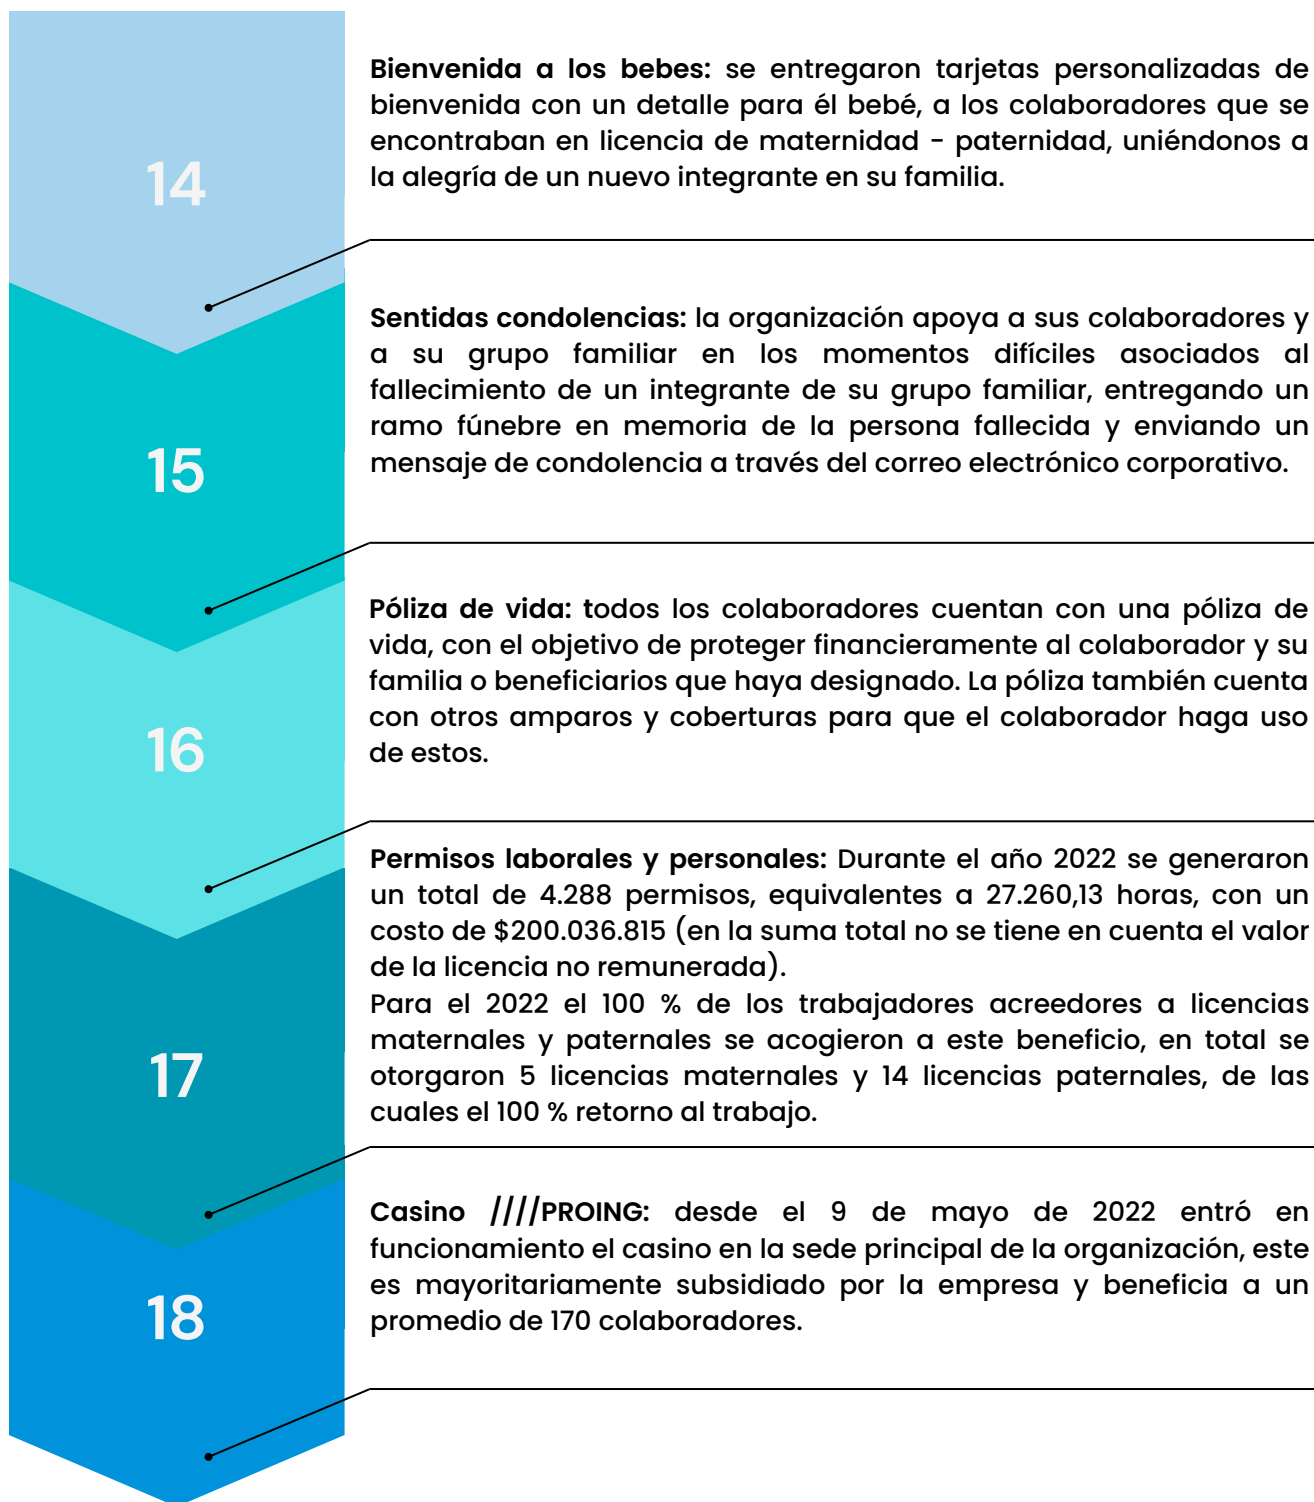 14
Bienvenida a los bebes: se entregaron tarjetas personalizadas de
bienvenida con un detalle para él bebé, a los colaboradores que se
encontraban en licencia de maternidad - paternidad, uniéndonos a
la alegría de un nuevo integrante en su familia.
15
Sentidas condolencias: la organización apoya a sus colaboradores y
a su grupo familiar en los momentos difíciles asociados al
fallecimiento de un integrante de su grupo familiar, entregando un
ramo fúnebre en memoria de la persona fallecida y enviando un
mensaje de condolencia a través del correo electrónico corporativo.
16
Póliza de vida: todos los colaboradores cuentan con una póliza de
vida, con el objetivo de proteger financieramente al colaborador y su
familia o beneficiarios que haya designado. La póliza también cuenta
con otros amparos y coberturas para que el colaborador haga uso
de estos.
17
Permisos laborales y personales: Durante el año 2022 se generaron
un total de 4.288 permisos, equivalentes a 27.260,13 horas, con un
costo de $200.036.815 (en la suma total no se tiene en cuenta el valor
de la licencia no remunerada).
Para el 2022 el 100 % de los trabajadores acreedores a licencias
maternales y paternales se acogieron a este beneficio, en total se
otorgaron 5 licencias maternales y 14 licencias paternales, de las
cuales el 100 % retorno al trabajo.
18
Casino ////PROING: desde el 9 de mayo de 2022 entró en
funcionamiento el casino en la sede principal de la organización, este
es mayoritariamente subsidiado por la empresa y beneficia a un
promedio de 170 colaboradores.